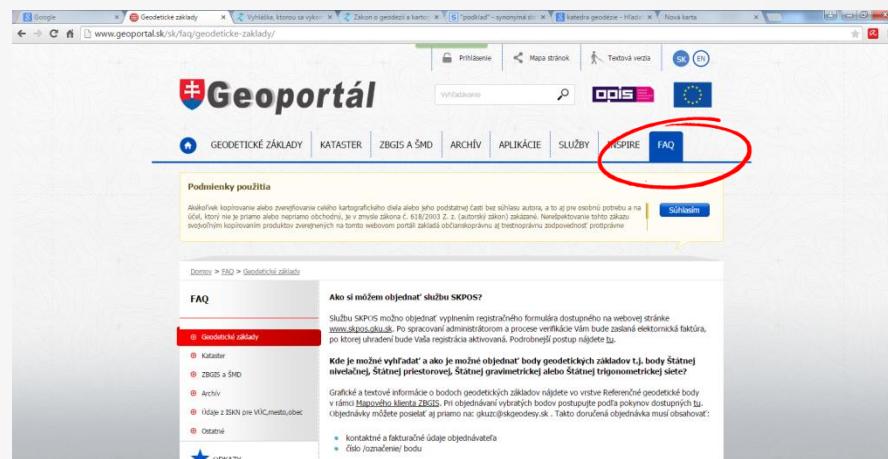 Google
Geodetické základy
Vyhláška, ktorou sa vykon
Zákon o geodézii a kartog
"podklad" - synonymá slo
katedra geodézie - Hľada
Nová karta
www.geoportal.sk/sk/faq/geodeticke-zaklady/
Prihlásenie
Mapa stránok
Textová verzia
SK
EN
Geoportál
Vyhľadávanie
opis
GEODETICKÉ ZÁKLADY
KATASTER
ZBGIS A ŠMD
ARCHÍV
APLIKÁCIE
SLUŽBY
INSPIRE
FAQ
Podmienky použitia
Akékoľvek kopírovanie alebo zverejňovanie celého kartografického diela alebo jeho podstatnej časti bez súhlasu autora, a to aj pre osobnú potrebu a na
účel, ktorý nie je priamo alebo nepriamo obchodný, je v zmysle zákona č. 618/2003 Z. z. (autorský zákon) zakázané. Nerešpektovanie tohto zákazu
svojvoľným kopírovaním produktov zverejnených na tomto webovom portáli zakladá občianskoprávnu aj trestnoprávnu zodpovednosť protiprávne
Súhlasím
Domov > FAQ > Geodetické základy
FAQ
Geodetické základy
Kataster
ZBGIS a ŠMD
Archív
Údaje z ISKN pre VÚC,mesto,obec
Ostatné
ODKAZY
Ako si môžem objednať službu SKPOS?
Službu SKPOS možno objednať vyplnením registračného formulára dostupného na webovej stránke
www.skpos.gku.sk. Po spracovaní administrátorom a procese verifikácie Vám bude zaslaná elektornická faktúra,
po ktorej uhradení bude Vaša registrácia aktivovaná. Podrobnejší postup nájdete tu.
Kde je možné vyhľadať a ako je možné objednať body geodetických základov t.j. body Štátnej
nivelačnej, Štátnej priestorovej, Štátnej gravimetrickej alebo Štátnej trigonometrickej siete?
Grafické a textové informácie o bodoch geodetických základov nájdete vo vrstve Referenčné geodetické body
v rámci Mapového klienta ZBGIS. Pri objednávaní vybratých bodov postupujte podľa pokynov dostupných tu.
Objednávky môžete posielať aj priamo na: gkuzc@skgeodesy.sk . Takto doručená objednávka musí obsahovať:
kontaktné a fakturačné údaje objednávateľa
číslo /označenie/ bodu